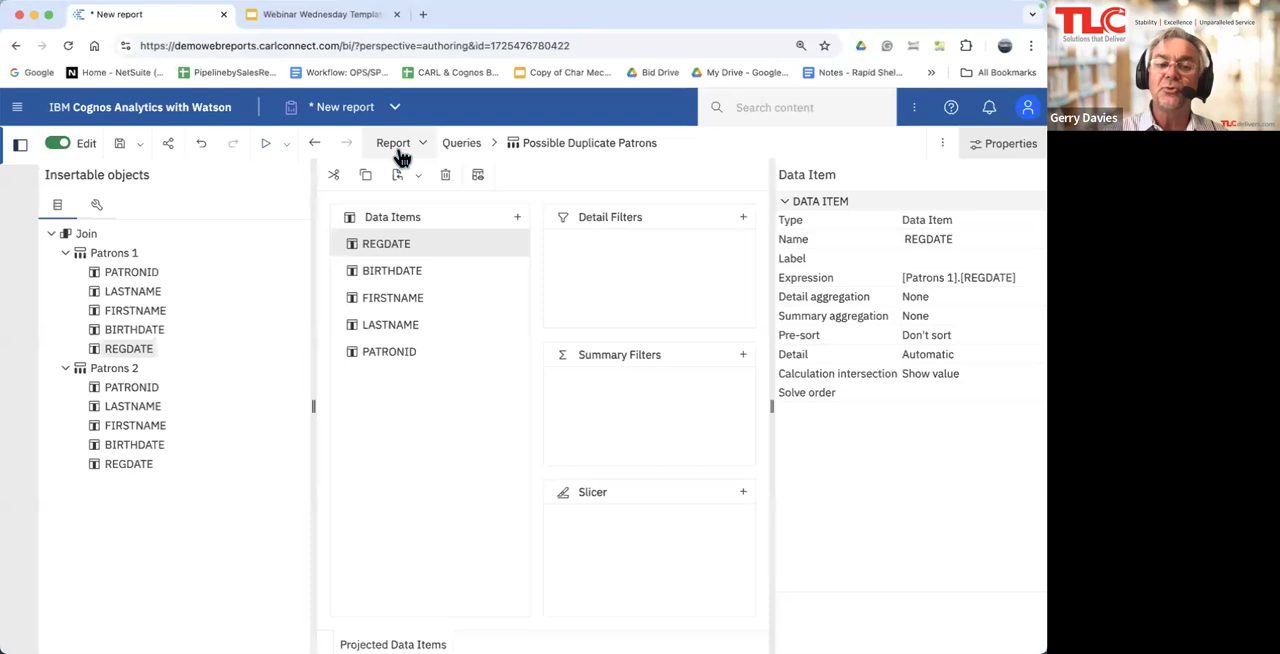 * New report
Webinar Wednesday Templat
https://demowebreports.carlconnect.com/bi/?perspective=authoring&id=1725476780422
Google
Home - NetSuite (...
PipelinebySalesRe...
Workflow: OPS/SP...
CARL & Cognos B...
Copy of Char Mec...
Bid Drive
My Drive - Google...
Notes - Rapid Shel...
»
All Bookmarks
IBM Cognos Analytics with Watson
* New report
Search content
Edit
Report
Queries
Possible Duplicate Patrons
Properties
Insertable objects
Join
Patrons 1
PATRONID
LASTNAME
FIRSTNAME
BIRTHDATE
REGDATE
Patrons 2
PATRONID
LASTNAME
FIRSTNAME
BIRTHDATE
REGDATE
Data Items
REGDATE
BIRTHDATE
FIRSTNAME
LASTNAME
PATRONID
Detail Filters
Summary Filters
Slicer
Projected Data Items
Data Item
DATA ITEM
Type Data Item
Name REGDATE
Label
Expression [Patrons 1].[REGDATE]
Detail aggregation None
Summary aggregation None
Pre-sort Don't sort
Detail Automatic
Calculation intersection Show value
Solve order
TLC
Solutions that Deliver
Stability | Excellence | Unparalleled Service
Gerry Davies
TLCdelivers.com